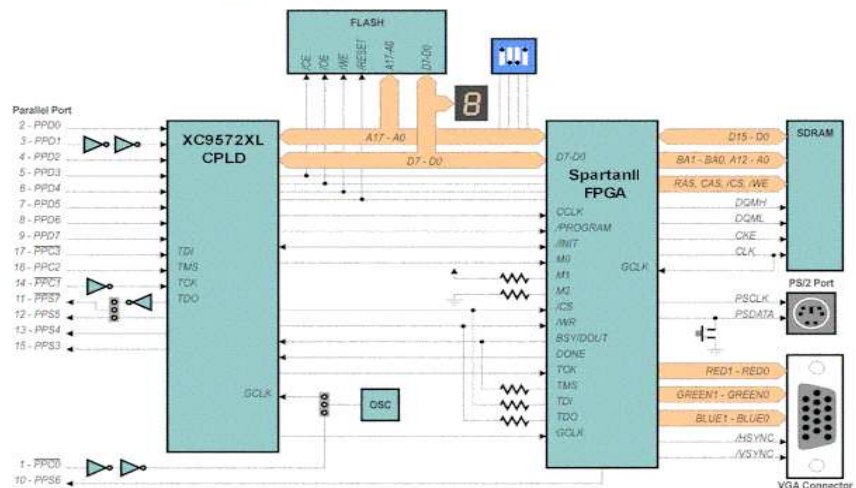 FLASH
/CE
/OE
/WE
/RESET
A17-A0
D7-D0
8
Parallel Port
2 - PPD0
3 - PPD1
4 - PPD2
5 - PPD3
6 - PPD4
7 - PPD5
8 - PPD6
9 - PPD7
17 - PPC3
16 - PPC2
14 - PPC1
11 - PPS7
12 - PPS5
13 - PPS4
15 - PPS3
1 - PPC0
10 - PPS6
XC9572XL
CPLD
TDI
TMS
TCK
TDO
GCLK
A17 - A0
D7 - D0
OSC
D7-D0
SpartanII
FPGA
CCLK
/PROGRAM
/INIT
M0
M1
M2
/CS
/WR
BSY/DOUT
DONE
TCK
TMS
TDI
TDO
GCLK
GCLK
D15 - D0
BA1 - BA0, A12 - A0
RAS, CAS, /CS, /WE
DQMH
DQML
CKE
CLK
SDRAM
PS/2 Port
PSCLK
PSDATA
RED1 - RED0
GREEN1 - GREEN0
BLUE1 - BLUE0
/HSYNC
/VSYNC
VGA Connector